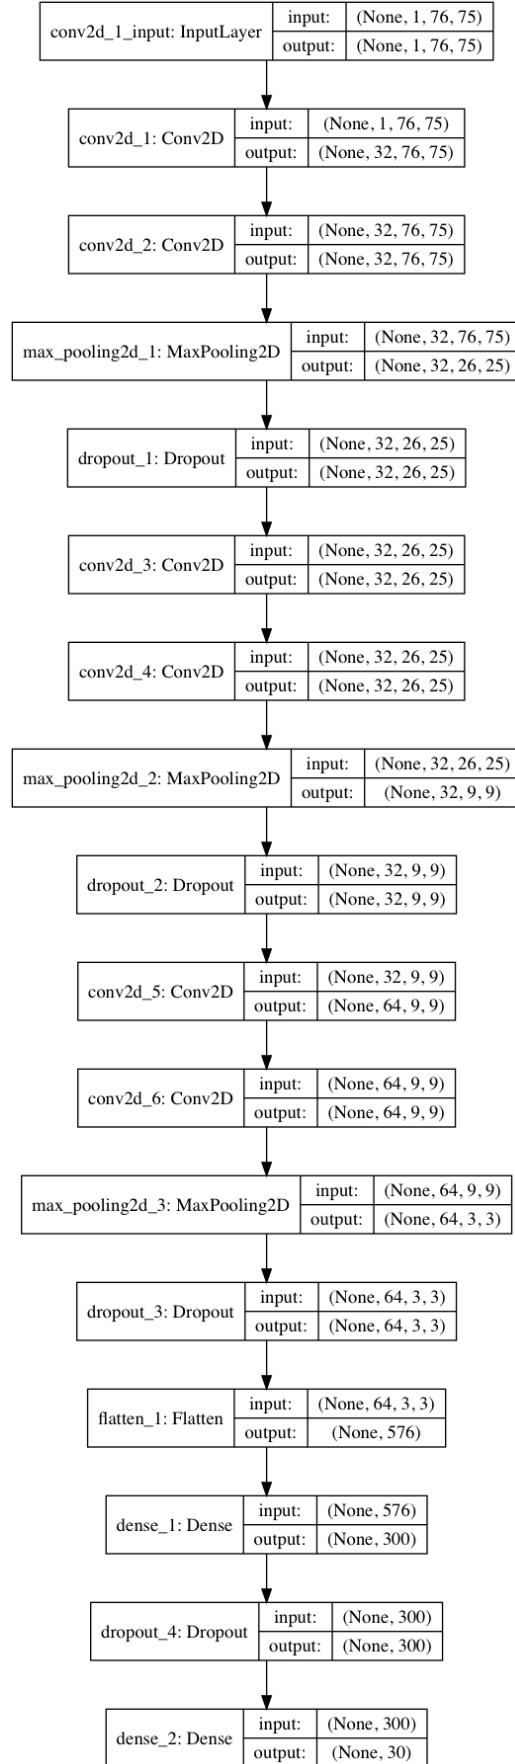 conv2d_1_input: InputLayer
input: (None, 1, 76, 75)
output: (None, 1, 76, 75)
conv2d_1: Conv2D
input: (None, 1, 76, 75)
output: (None, 32, 76, 75)
conv2d_2: Conv2D
input: (None, 32, 76, 75)
output: (None, 32, 76, 75)
max_pooling2d_1: MaxPooling2D
input: (None, 32, 76, 75)
output: (None, 32, 26, 25)
dropout_1: Dropout
input: (None, 32, 26, 25)
output: (None, 32, 26, 25)
conv2d_3: Conv2D
input: (None, 32, 26, 25)
output: (None, 32, 26, 25)
conv2d_4: Conv2D
input: (None, 32, 26, 25)
output: (None, 32, 26, 25)
max_pooling2d_2: MaxPooling2D
input: (None, 32, 26, 25)
output: (None, 32, 9, 9)
dropout_2: Dropout
input: (None, 32, 9, 9)
output: (None, 32, 9, 9)
conv2d_5: Conv2D
input: (None, 32, 9, 9)
output: (None, 64, 9, 9)
conv2d_6: Conv2D
input: (None, 64, 9, 9)
output: (None, 64, 9, 9)
max_pooling2d_3: MaxPooling2D
input: (None, 64, 9, 9)
output: (None, 64, 3, 3)
dropout_3: Dropout
input: (None, 64, 3, 3)
output: (None, 64, 3, 3)
flatten_1: Flatten
input: (None, 64, 3, 3)
output: (None, 576)
dense_1: Dense
input: (None, 576)
output: (None, 300)
dropout_4: Dropout
input: (None, 300)
output: (None, 300)
dense_2: Dense
input: (None, 300)
output: (None, 30)